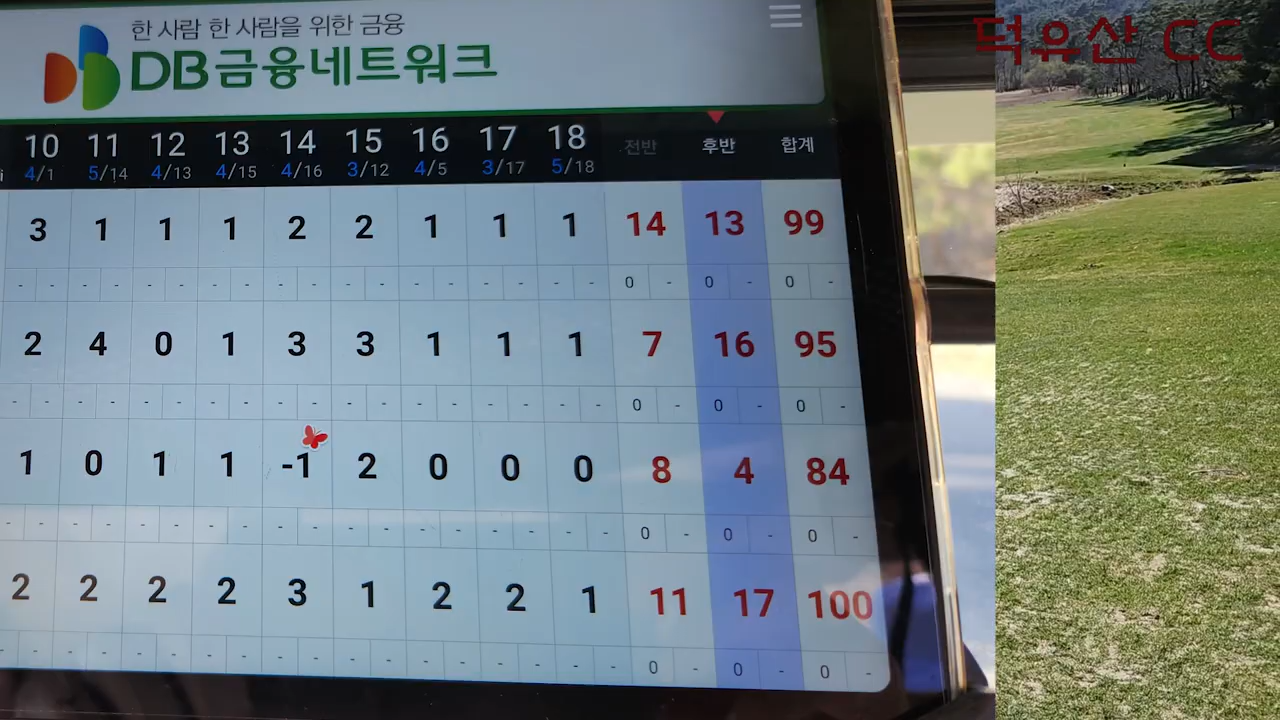 한 사람 한 사람을 위한 금융
DB금융네트워크
덕유산 CC
10 11 12 13 14 15 16 17 18 전반 후반 합계
4/1 5/14 4/13 4/15 4/16 3/12 4/5 3/17 5/18
3 1 1 1 2 2 1 1 1 14 13 99
- - - - - - - - - - - - - - - - - - 0 - 0 - 0 -
2 4 0 1 3 3 1 1 1 7 16 95
- - - - - - - - - - - - - - - - - - 0 - 0 - 0 -
1 0 1 1 -1 2 0 0 0 8 4 84
- - - - - - - - - - - - - - - - - - 0 - 0 - 0 -
2 2 2 2 3 1 2 2 1 11 17 100
- - - - - - - - - - - - - - - - - - 0 - 0 - 0 -